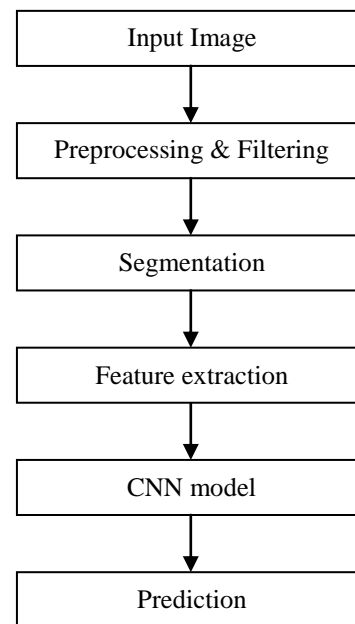 Input Image
Preprocessing & Filtering
Segmentation
Feature extraction
CNN model
Prediction